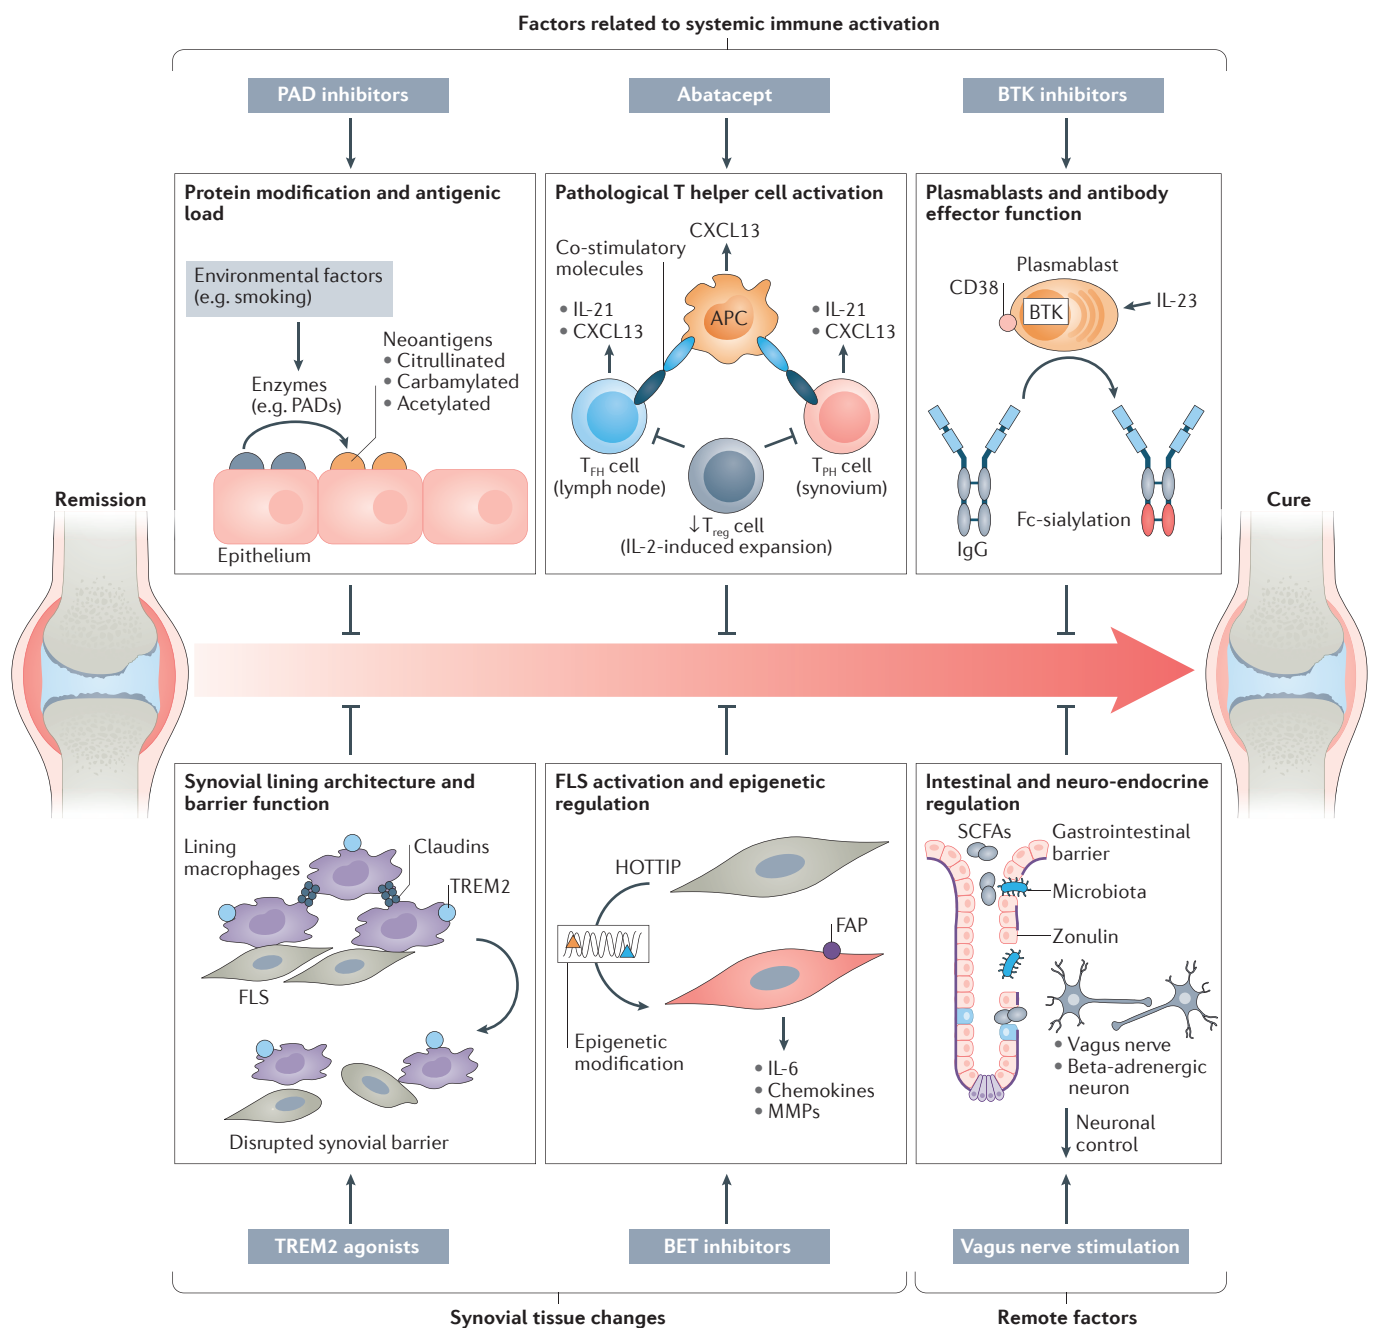 Factors related to systemic immune activation
PAD inhibitors
Abatacept
BTK inhibitors
Protein modification and antigenic
load
Environmental factors
(e.g. smoking)
Neoantigens
• Citrullinated
• Carbamylated
• Acetylated
Enzymes
(e.g. PADs)
Epithelium
Pathological T helper cell activation
CXCL13
Co-stimulatory
molecules
• IL-21
• CXCL13
APC
• IL-21
• CXCL13
TFH cell
(lymph node)
TPH cell
(synovium)
↓Treg cell
(IL-2-induced expansion)
Plasmablasts and antibody
effector function
Plasmablast
CD38
BTK
IL-23
Fc-sialylation
IgG
Remission
Cure
Synovial lining architecture and
barrier function
Lining
macrophages
Claudins
TREM2
FLS
Disrupted synovial barrier
FLS activation and epigenetic
regulation
HOTTIP
FAP
Epigenetic
modification
• IL-6
• Chemokines
• MMPs
Intestinal and neuro-endocrine
regulation
SCFAs
Gastrointestinal
barrier
Microbiota
Zonulin
• Vagus nerve
• Beta-adrenergic
neuron
Neuronal
control
TREM2 agonists
BET inhibitors
Vagus nerve stimulation
Synovial tissue changes
Remote factors